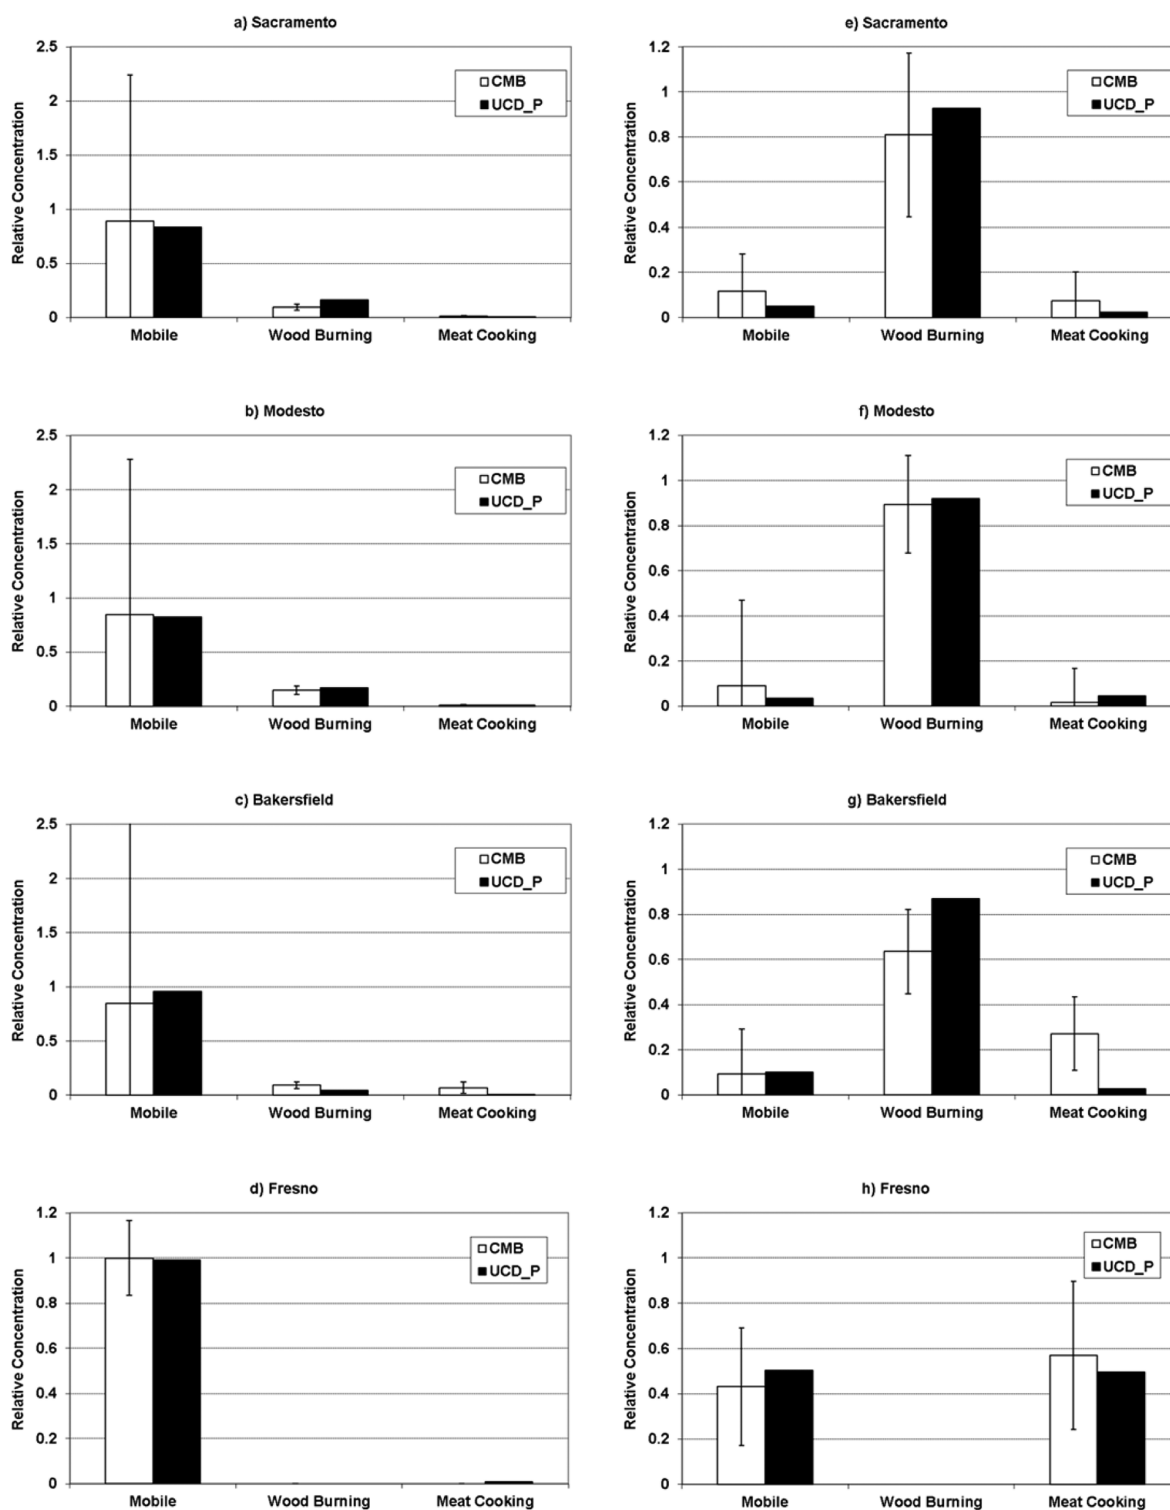 a) Sacramento
2.5
2
1.5
1
0.5
0
Relative Concentration
CMB
UCD_P
Mobile Wood Burning Meat Cooking
e) Sacramento
1.2
1
0.8
0.6
0.4
0.2
0
Relative Concentration
CMB
UCD_P
Mobile Wood Burning Meat Cooking
b) Modesto
2.5
2
1.5
1
0.5
0
Relative Concentration
CMB
UCD_P
Mobile Wood Burning Meat Cooking
f) Modesto
1.2
1
0.8
0.6
0.4
0.2
0
Relative Concentration
CMB
UCD_P
Mobile Wood Burning Meat Cooking
c) Bakersfield
2.5
2
1.5
1
0.5
0
Relative Concentration
CMB
UCD_P
Mobile Wood Burning Meat Cooking
g) Bakersfield
1.2
1
0.8
0.6
0.4
0.2
0
Relative Concentration
CMB
UCD_P
Mobile Wood Burning Meat Cooking
d) Fresno
1.2
1
0.8
0.6
0.4
0.2
0
Relative Concentration
CMB
UCD_P
Mobile Wood Burning Meat Cooking
h) Fresno
1.2
1
0.8
0.6
0.4
0.2
0
Relative Concentration
CMB
UCD_P
Mobile Wood Burning Meat Cooking